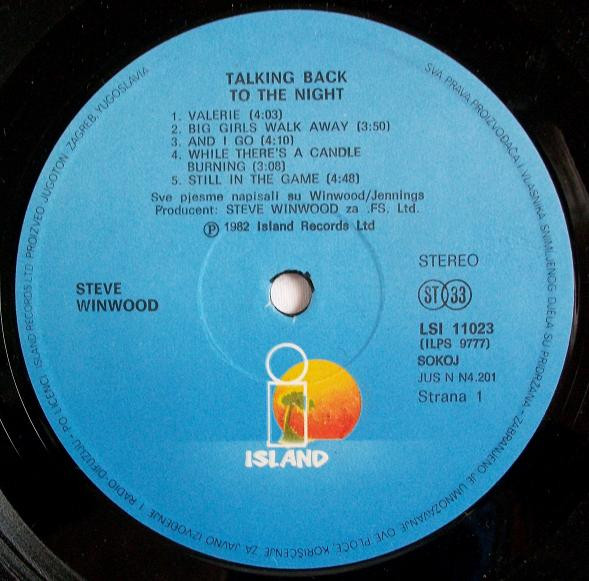 TALKING BACK
TO THE NIGHT
1. VALERIE (4:03)
2. BIG GIRLS WALK AWAY (3:50)
3. AND I GO (4:10)
4. WHILE THERE'S A CANDLE
BURNING (3:08)
5. STILL IN THE GAME (4:48)
Sve pjesme napisali su Winwood/Jennings
Producent: STEVE WINWOOD za .FS. Ltd.
Ⓟ 1982 Island Records Ltd
STEVE
WINWOOD
STEREO
ST 33
LSI 11023
(ILPS 9777)
SOKOJ
JUS N N4.201
Strana 1
ISLAND
SVA PRAVA PROIZVOĐAČA I VLASNIKA SNIMLJENOG DJELA SU PRIDRŽANA - ZABRANJENO JE UMNOŽAVANJE OVE PLOČE, KORIŠĆENJE ZA JAVNO IZVOĐENJE I RADIO-DIFUZIJU - PO LICENCI ISLAND RECORDS LTD PROIZVEO JUGOTON - ZAGREB, YUGOSLAVIA